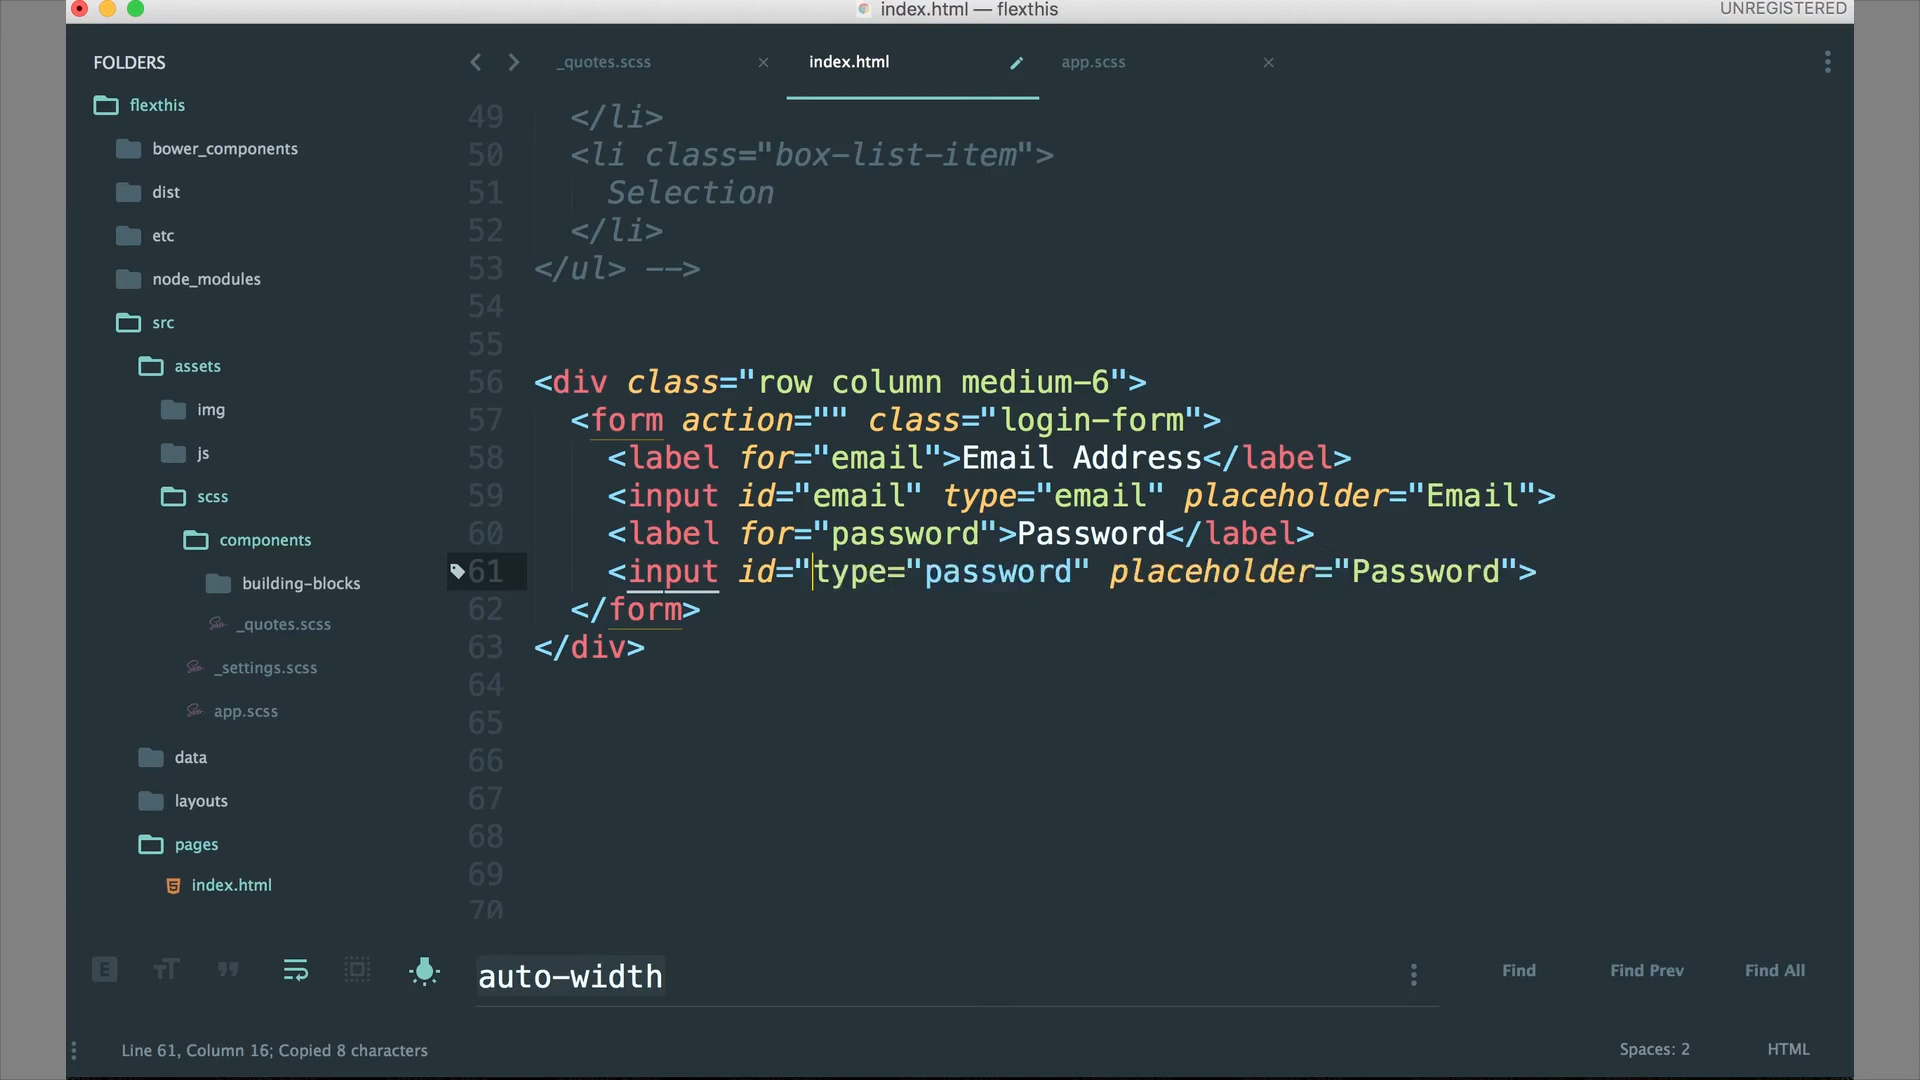 index.html — flexthis
UNREGISTERED
FOLDERS
flexthis
bower_components
dist
etc
node_modules
src
assets
img
js
scss
components
building-blocks
_quotes.scss
_settings.scss
app.scss
data
layouts
pages
index.html
_quotes.scss
index.html
app.scss
49 </li>
50 <li class="box-list-item">
51 Selection
52 </li>
53 </ul> -->
54
55
56 <div class="row column medium-6">
57 <form action="" class="login-form">
58 <label for="email">Email Address</label>
59 <input id="email" type="email" placeholder="Email">
60 <label for="password">Password</label>
61 <input id="type="password" placeholder="Password">
62 </form>
63 </div>
64
65
66
67
68
69
70
E
auto-width
Find
Find Prev
Find All
Line 61, Column 16; Copied 8 characters
Spaces: 2
HTML